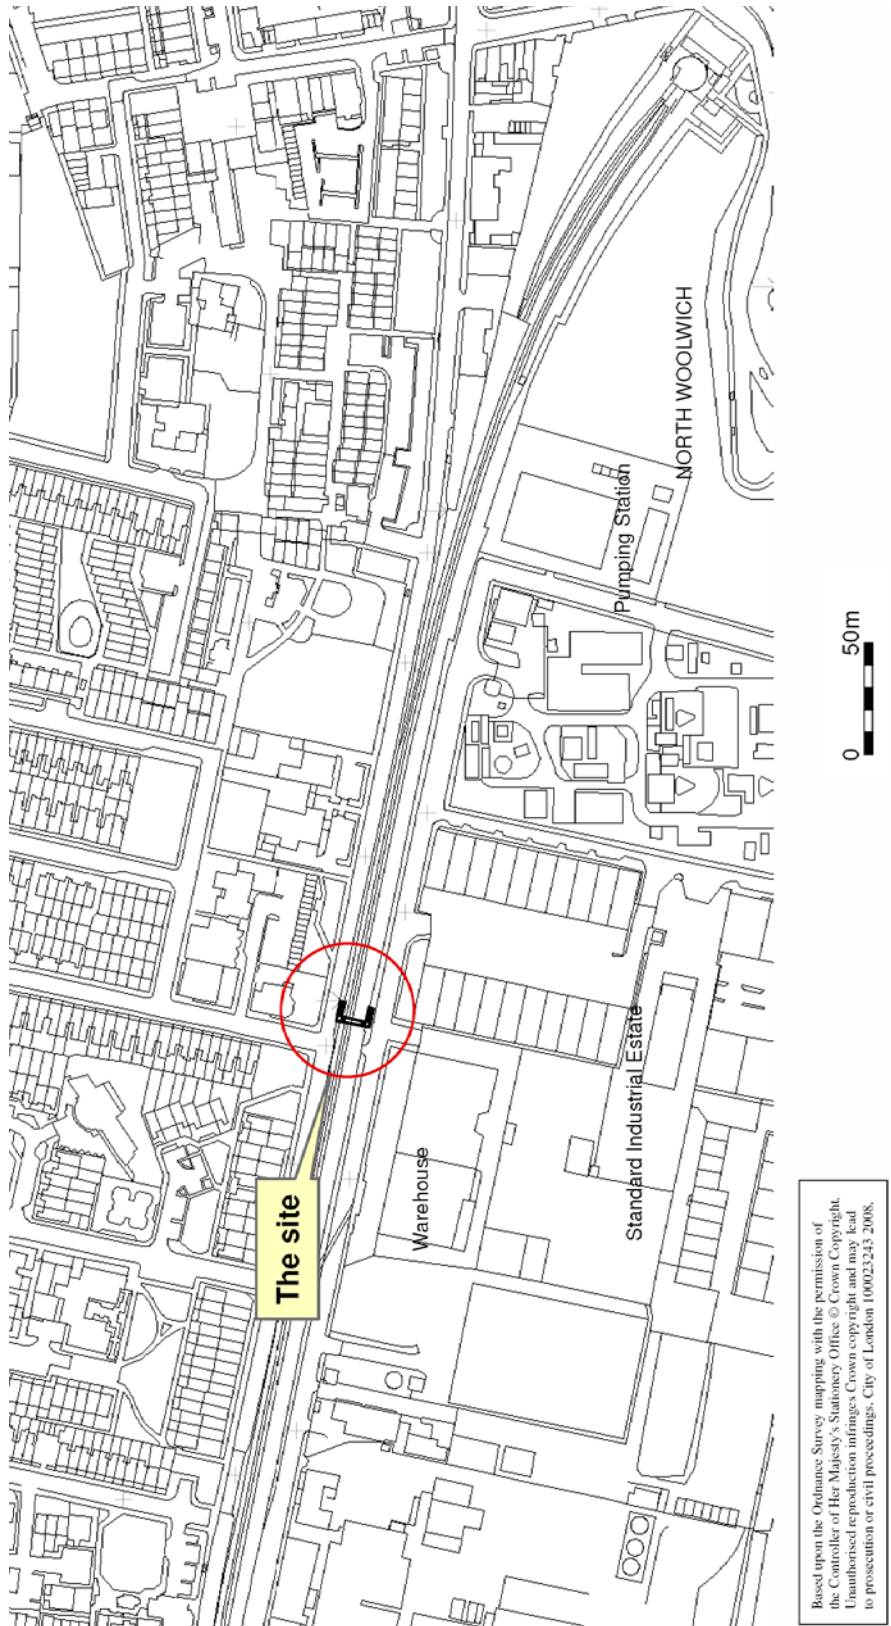 The site
Warehouse
Standard Industrial Estate
Pumping Station
NORTH WOOLWICH
0
50m
Based upon the Ordnance Survey mapping with the permission of
the Controller of Her Majesty's Stationery Office © Crown Copyright.
Unauthorised reproduction infringes Crown copyright and may lead
to prosecution or civil proceedings. City of London 100023243 2008.